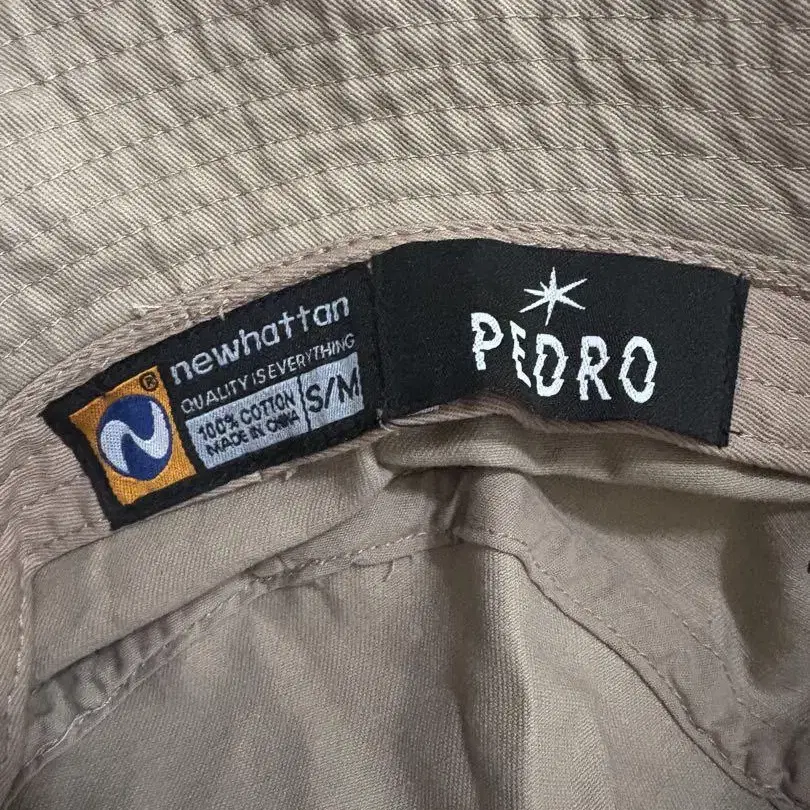 newhattan
QUALITY IS EVERYTHING
100% COTTON
MADE IN CHINA
S/M
PEDRO